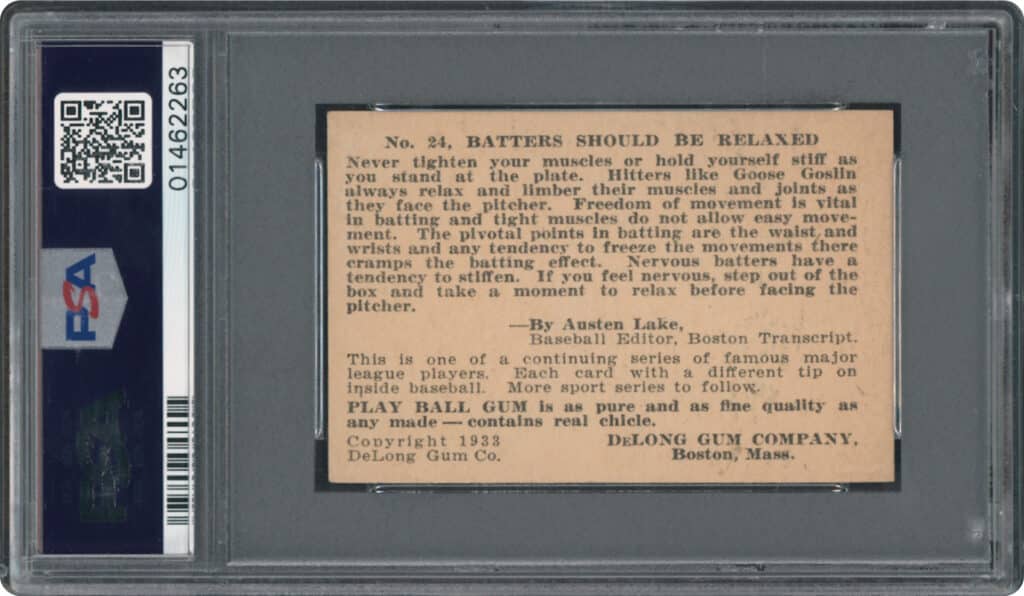 No. 24, BATTERS SHOULD BE RELAXED
Never tighten your muscles or hold yourself stiff as
you stand at the plate. Hitters like Goose Goslin
always relax and limber their muscles and joints as
they face the pitcher. Freedom of movement is vital
in batting and tight muscles do not allow easy move-
ment. The pivotal points in batting are the waist and
wrists and any tendency to freeze the movements there
cramps the batting effect. Nervous batters have a
tendency to stiffen. If you feel nervous, step out of the
box and take a moment to relax before facing the
pitcher.
—By Austen Lake,
Baseball Editor, Boston Transcript.
This is one of a continuing series of famous major
league players. Each card with a different tip on
inside baseball. More sport series to follow.
PLAY BALL GUM is as pure and as fine quality as
any made — contains real chicle.
Copyright 1933
DeLong Gum Co.
DELONG GUM COMPANY,
Boston, Mass.
01462263
PSA
PSA